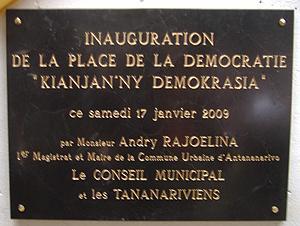 INAUGURATION
DE LA PLACE DE LA DEMOCRATIE
"KIANJAN'NY DEMOKRASIA"
ce samedi 17 janvier 2009
par Monsieur Andry RAJOELINA
1er Magistrat et Maire de la Commune Urbaine d'Antananarivo
Le CONSEIL MUNICIPAL
et les TANANARIVIENS